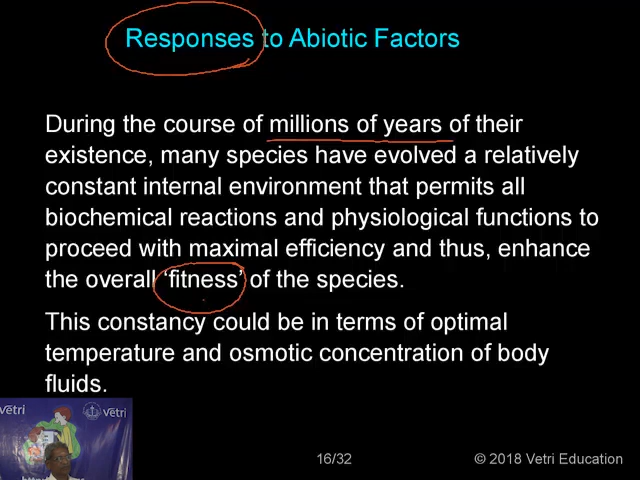 Responses to Abiotic Factors
During the course of millions of years of their
existence, many species have evolved a relatively
constant internal environment that permits all
biochemical reactions and physiological functions to
proceed with maximal efficiency and thus, enhance
the overall ‘fitness’ of the species.
This constancy could be in terms of optimal
temperature and osmotic concentration of body
fluids.
Vetri
Vetri
16/32
© 2018 Vetri Education